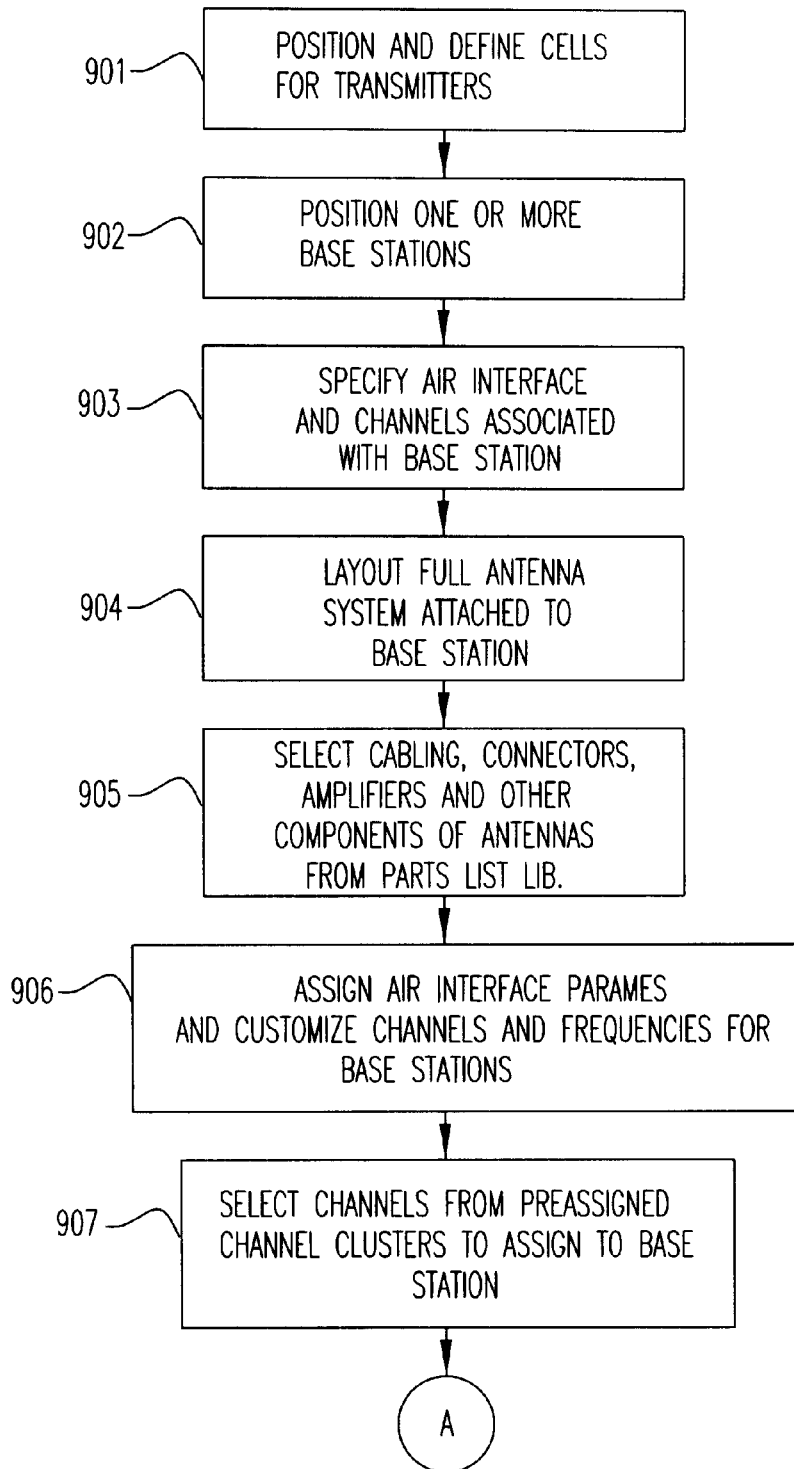 901
POSITION AND DEFINE CELLS
FOR TRANSMITTERS
902
POSITION ONE OR MORE
BASE STATIONS
903
SPECIFY AIR INTERFACE
AND CHANNELS ASSOCIATED
WITH BASE STATION
904
LAYOUT FULL ANTENNA
SYSTEM ATTACHED TO
BASE STATION
905
SELECT CABLING, CONNECTORS,
AMPLIFIERS AND OTHER
COMPONENTS OF ANTENNAS
FROM PARTS LIST LIB.
906
ASSIGN AIR INTERFACE PARAMES
AND CUSTOMIZE CHANNELS AND FREQUENCIES FOR
BASE STATIONS
907
SELECT CHANNELS FROM PREASSIGNED
CHANNEL CLUSTERS TO ASSIGN TO BASE
STATION
A